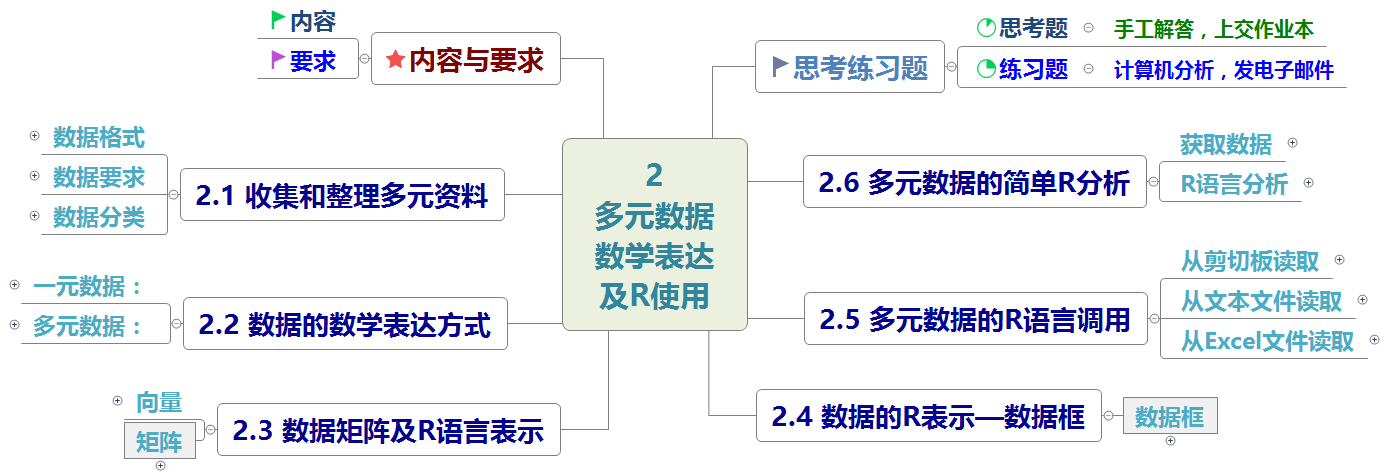 2
多元数据
数学表达
及R使用
内容与要求
内容
要求
2.1 收集和整理多元资料
数据格式
数据要求
数据分类
2.2 数据的数学表达方式
一元数据：
多元数据：
2.3 数据矩阵及R语言表示
向量
矩阵
2.4 数据的R表示—数据框
数据框
2.5 多元数据的R语言调用
从剪切板读取
从文本文件读取
从Excel文件读取
2.6 多元数据的简单R分析
获取数据
R语言分析
思考练习题
思考题
手工解答，上交作业本
练习题
计算机分析，发电子邮件